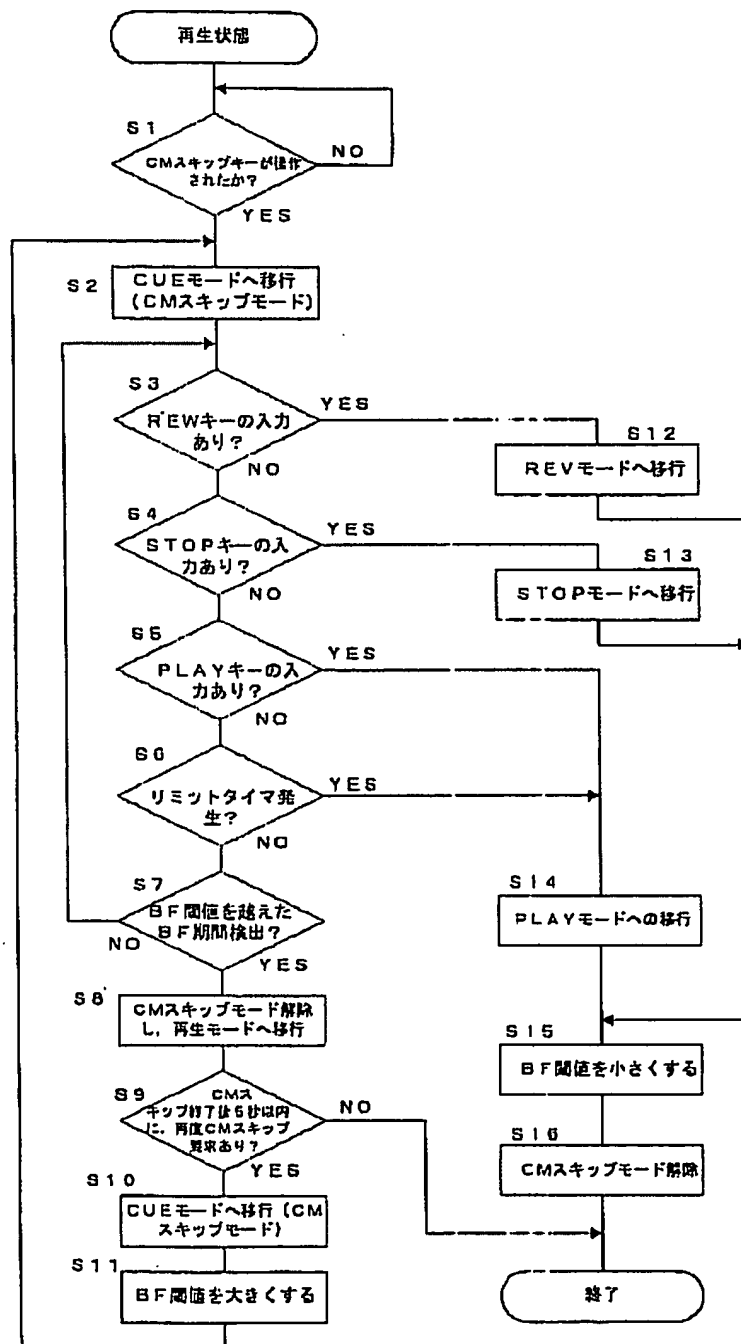 再生状態
S1
CMスキップキーが操作
されたか?
NO
YES
S2
CUEモードへ移行
(CMスキップモード)
S3
REWキーの入力
あり?
YES
NO
S12
REVモードへ移行
S4
STOPキーの入
力あり?
YES
NO
S13
STOPモードへ移行
S5
PLAYキーの入
力あり?
YES
NO
S6
リミットタイマ発
生?
YES
NO
S7
BF閾値を越えた
BF期間検出?
NO
YES
S14
PLAYモードへの移行
S8
CMスキップモード解除
し,再生モードへ移行
S15
BF閾値を小さくする
S9
CMス
キップ終了後5秒以内
に,再度CMスキップ
要求あり?
NO
YES
S16
CMスキップモード解除
S10
CUEモードへ移行(CM
スキップモード)
S11
BF閾値を大きくする
終了